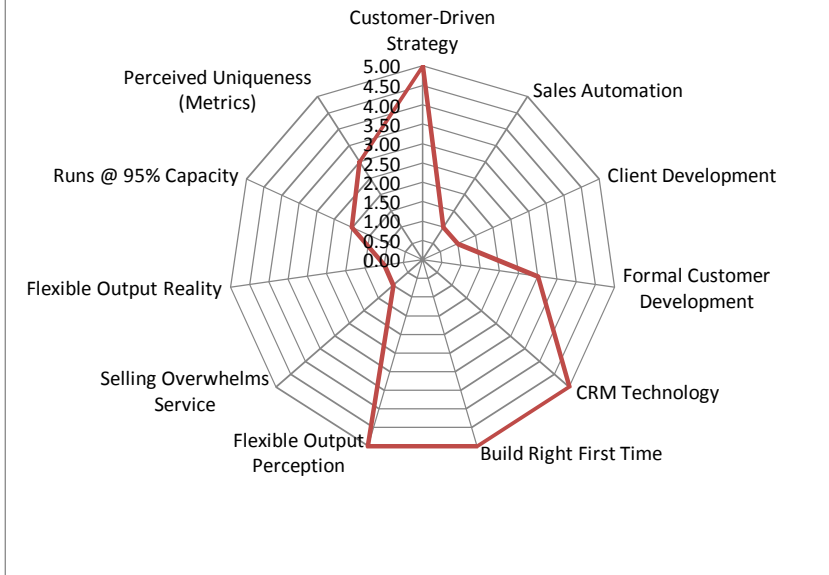 Customer-Driven
Strategy
5.00
4.50
4.00
3.50
3.00
2.50
2.00
1.50
1.00
0.50
0.00
Sales Automation
Client Development
Formal Customer
Development
CRM Technology
Build Right First Time
Flexible Output
Perception
Selling Overwhelms
Service
Flexible Output Reality
Runs @ 95% Capacity
Perceived Uniqueness
(Metrics)